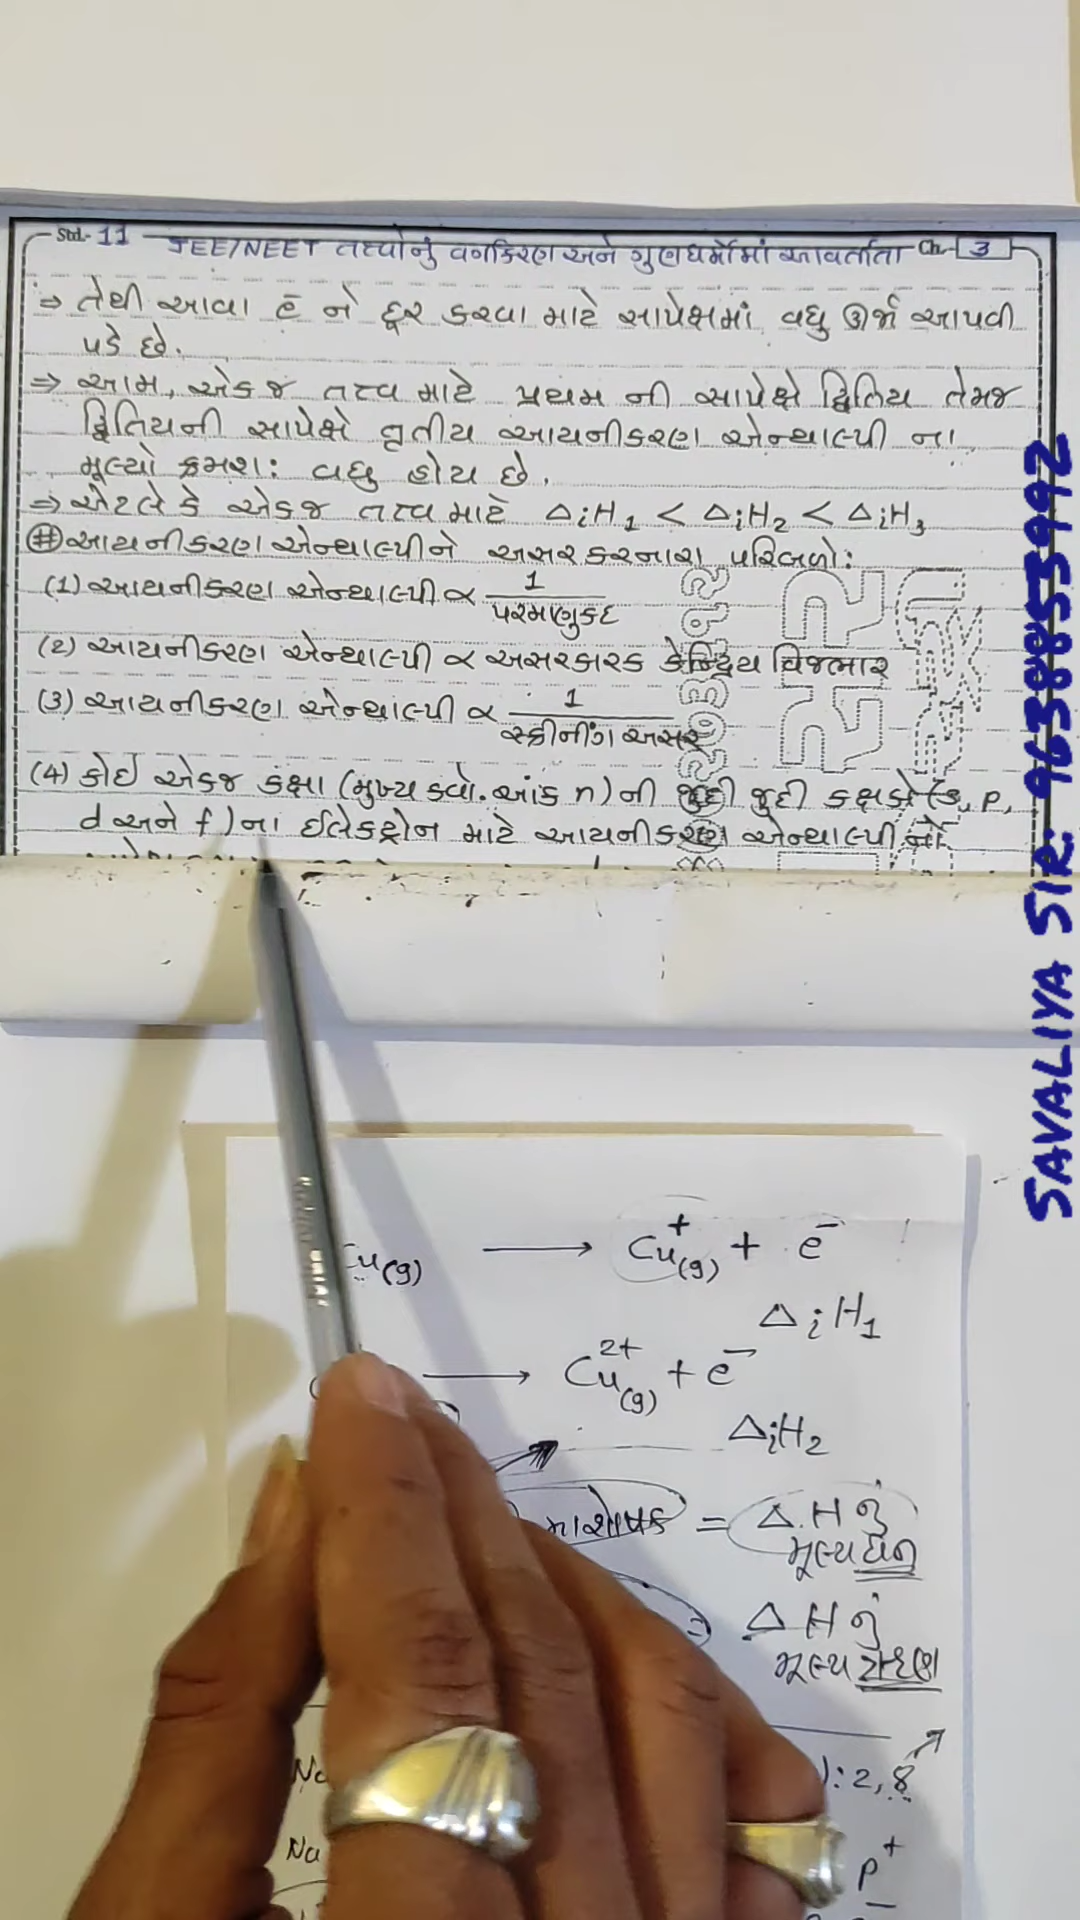 Std.- 11 JEE/NEET તત્ત્વોનું વર્ગીકરણ અને ગુણધર્મોમાં આવર્તતા Ch.- 3
⇒ તેથી આવા ē ને દૂર કરવા માટે સાપેક્ષમાં વધુ ઊર્જા આપવી
પડે છે.
⇒ આમ, એકજ તત્વ માટે પ્રથમ ની સાપેક્ષે દ્વિતિય તેમજ
દ્વિતિયની સાપેક્ષે તૃતીય આયનીકરણ એન્થાલ્પી ના
મૂલ્યો ક્રમશઃ વધુ હોય છે.
⇒ એટલે કે એકજ તત્વ માટે ΔiH1 < ΔiH2 < ΔiH3
# આયનીકરણ એન્થાલ્પીને અસરકરનારા પરિબળો:
(1) આયનીકરણ એન્થાલ્પી ∝ 1
પરમાણુકદ
(2) આયનીકરણ એન્થાલ્પી ∝ અસરકારક કેન્દ્રિય વિજભાર
(3) આયનીકરણ એન્થાલ્પી ∝ 1
સ્ક્રીનીંગ અસર
(4) કોઈ એકજ કક્ષા (મુખ્ય ક્વો. આંક n) ની જુદી જુદી કક્ષકો (s, p,
d અને f) ના ઈલેક્ટ્રોન માટે આયનીકરણ એન્થાલ્પી નો
SAVALIYA SIR: 9638853992
Cu(g) ⟶ Cu+(g) + e−
ΔiH1
⟶ Cu2+(g) + e−
ΔiH2
= Δ.H નું
મૂલ્ય ધન
ΔH નું
મૂલ્ય ઋણ
Na ): 2, 8
Na P+